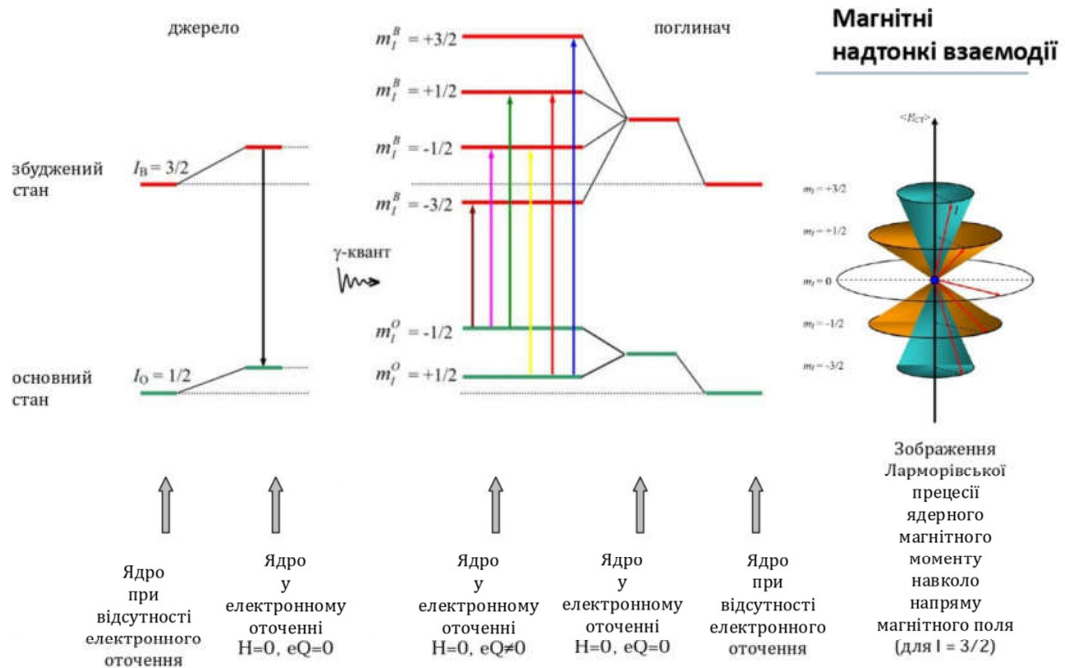 Магнітні
надтонкі взаємодії
джерело
поглинач
збуджений
стан
I_B = 3/2
основний
стан
I_O = 1/2
γ-квант
m_I^B = +3/2
m_I^B = +1/2
m_I^B = -1/2
m_I^B = -3/2
m_I^O = -1/2
m_I^O = +1/2
m_I = +3/2
m_I = +1/2
m_I = 0
m_I = -1/2
m_I = -3/2
I
Ядро
при
відсутності
електронного
оточення
Ядро
у
електронному
оточенні
H=0, eQ=0
Ядро
у
електронному
оточенні
H=0, eQ≠0
Ядро
у
електронному
оточенні
H=0, eQ=0
Ядро
при
відсутності
електронного
оточення
Зображення
Ларморівської
прецесії
ядерного
магнітного
моменту
навколо
напряму
магнітного поля
(для I = 3/2)